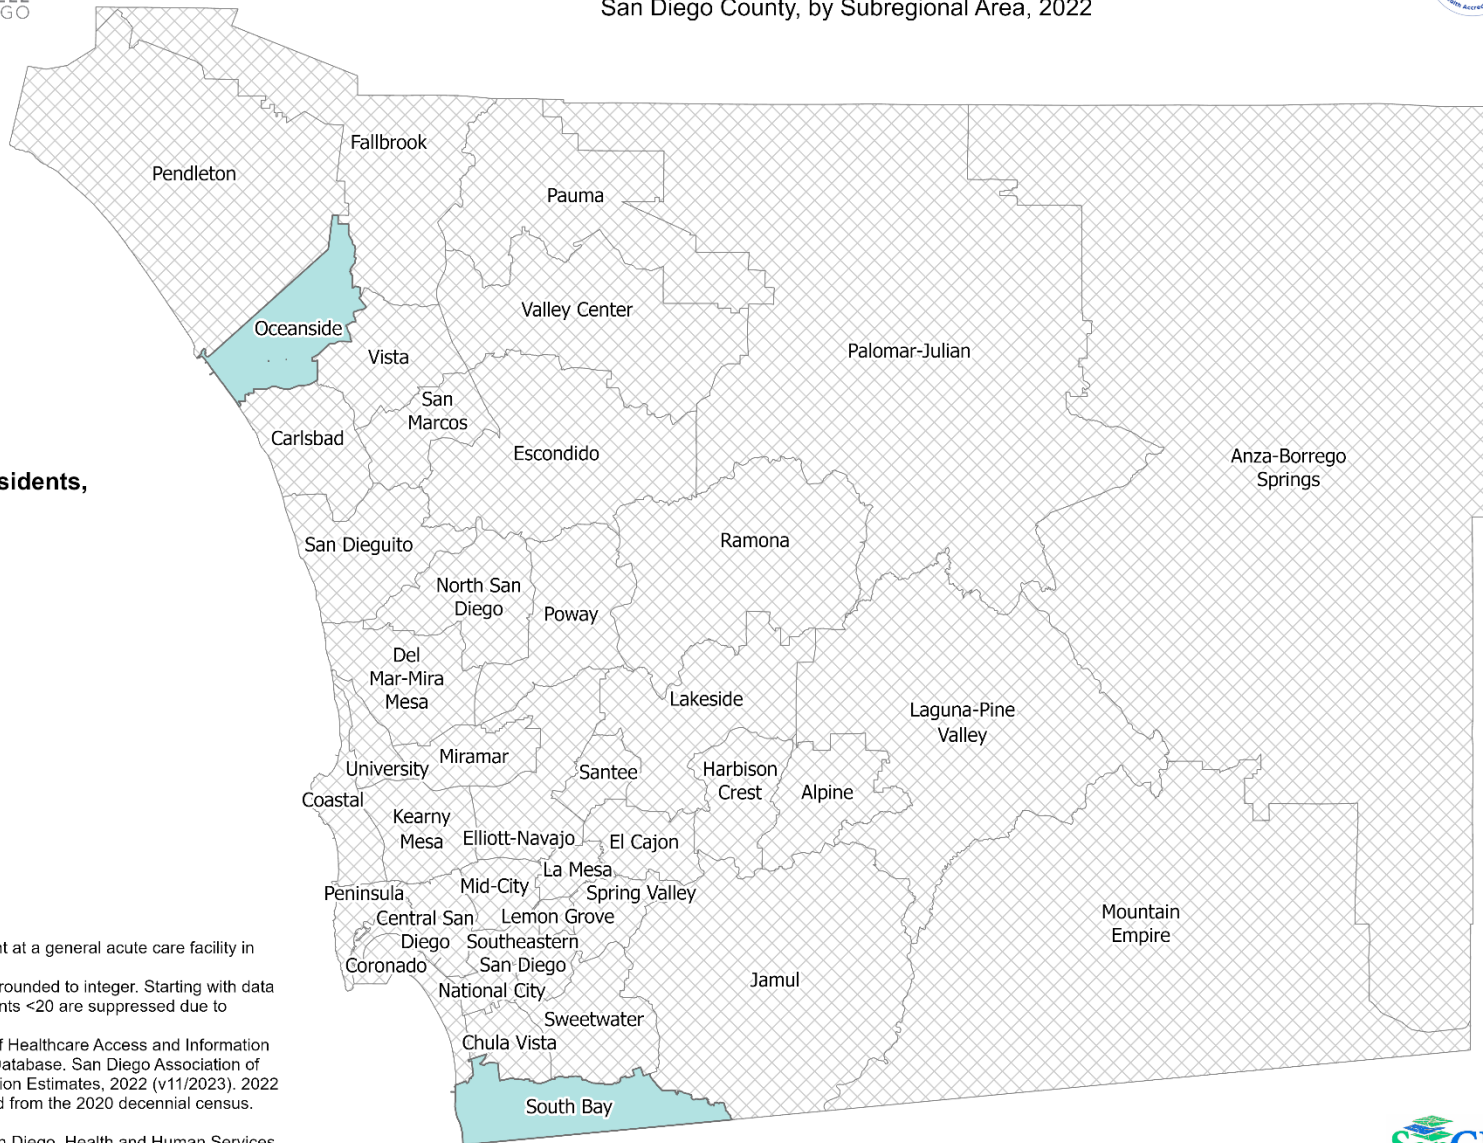 GO
San Diego County, by Subregional Area, 2022
Fallbrook
Pendleton
Pauma
Valley Center
Oceanside
Vista
Palomar-Julian
San
Marcos
Carlsbad
Escondido
Anza-Borrego
Springs
sidents,
Ramona
San Dieguito
North San
Diego
Poway
Del
Mar-Mira
Mesa
Lakeside
Laguna-Pine
Valley
Miramar
University
Santee
Harbison
Crest
Alpine
Coastal
Kearny
Mesa
Elliott-Navajo
El Cajon
La Mesa
Mid-City
Spring Valley
Peninsula
Central San
Diego
Lemon Grove
Mountain
Empire
Southeastern
San Diego
Coronado
Jamul
National City
Sweetwater
Chula Vista
South Bay
nt at a general acute care facility in
rounded to integer. Starting with data
nts <20 are suppressed due to
f Healthcare Access and Information
Database. San Diego Association of
ion Estimates, 2022 (v11/2023). 2022
d from the 2020 decennial census.
n Diego, Health and Human Services